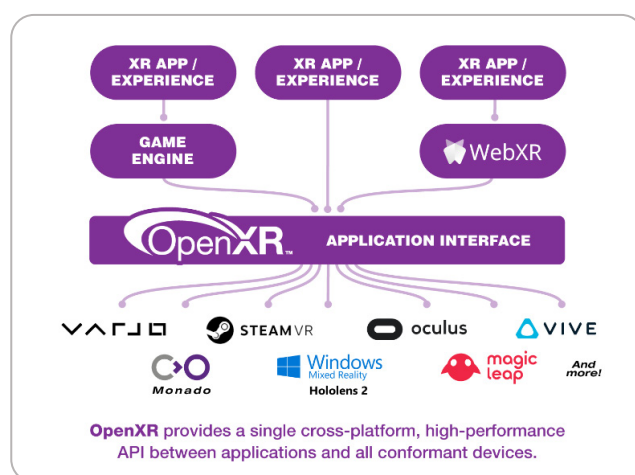 XR APP / XR APP / XR APP /
EXPERIENCE EXPERIENCE EXPERIENCE
GAME
ENGINE
WebXR
OpenXR™ APPLICATION INTERFACE
VARJO STEAMVR oculus VIVE
Monado
Windows
Mixed Reality
Hololens 2
magic
leap
And
more!
OpenXR provides a single cross-platform, high-performance
API between applications and all conformant devices.